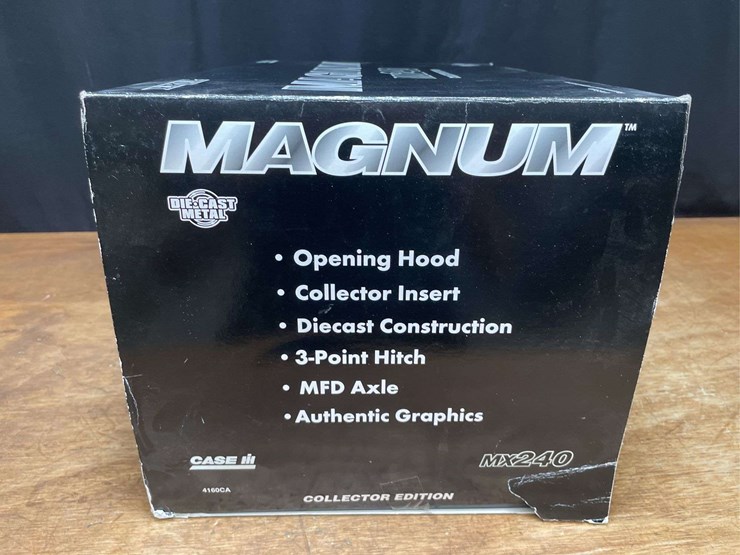 MAGNUM™
DIE-CAST
METAL
• Opening Hood
• Collector Insert
• Diecast Construction
• 3-Point Hitch
• MFD Axle
• Authentic Graphics
CASE IH
MX240
4160CA
COLLECTOR EDITION